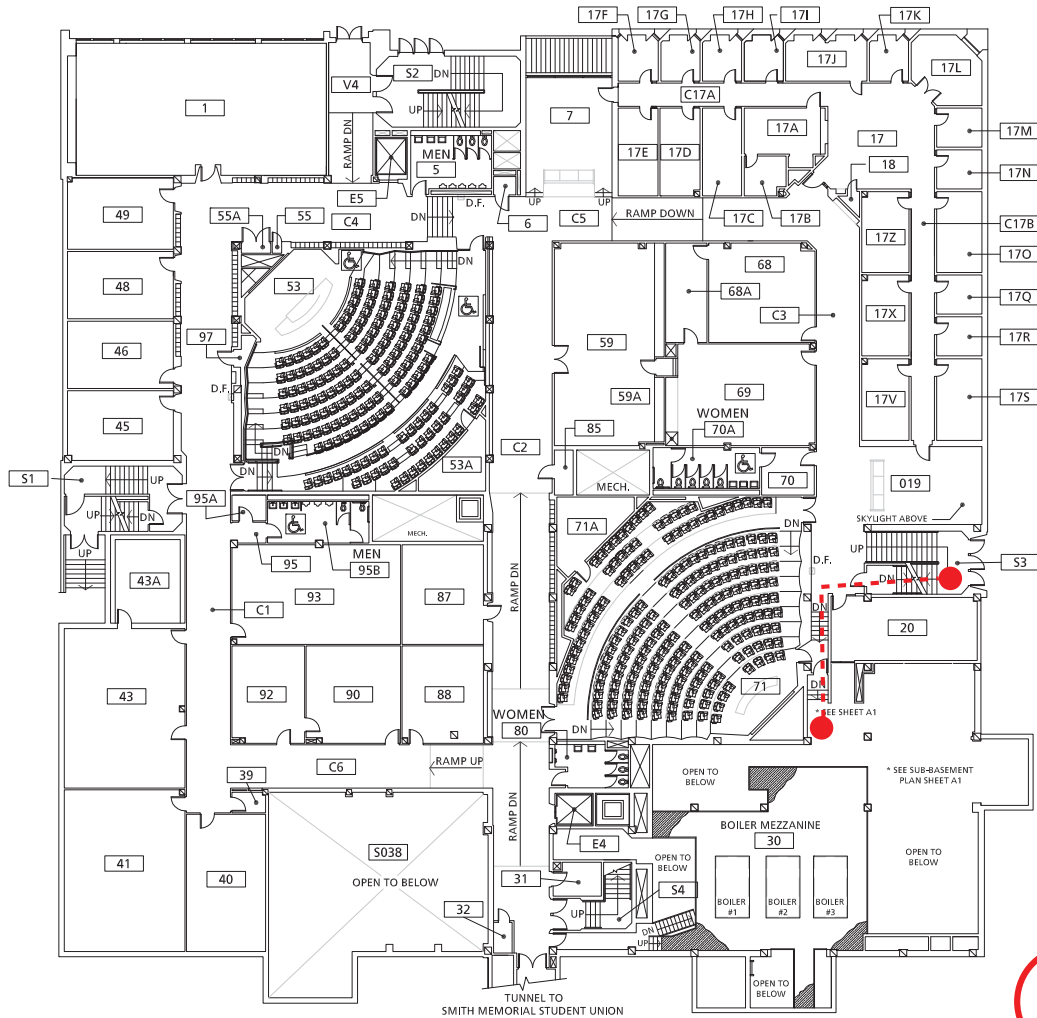 17F
17G
17H
17I
17K
S2
DN
V4
17J
17L
UP
C17A
1
7
17A
17
17M
RAMP DN
MEN
5
17E
17D
18
17N
E5
D.F.
UP
UP
49
55A
55
C4
DN
6
C5
RAMP DOWN
17C
17B
C17B
17Z
DN
68
17O
53
48
68A
17Q
C3
97
17X
46
59
17R
D.F.
69
59A
17V
17S
45
WOMEN
70A
C2
85
S1
UP
DN
53A
70
019
95A
MECH.
UP
DN
71A
SKYLIGHT ABOVE
DN
UP
MECH.
MEN
UP
D.F.
S3
95
95B
43A
DN
93
87
RAMP DN
C1
DN
20
43
92
90
88
71
DN
WOMEN
* SEE SHEET A1
80
DN
C6
RAMP UP
OPEN TO
BELOW
* SEE SUB-BASEMENT
PLAN SHEET A1
39
RAMP DN
BOILER MEZZANINE
30
E4
41
40
S038
OPEN TO BELOW
OPEN TO
BELOW
OPEN TO
BELOW
31
S4
BOILER
#1
BOILER
#2
BOILER
#3
32
UP
DN
UP
OPEN TO
BELOW
TUNNEL TO
SMITH MEMORIAL STUDENT UNION